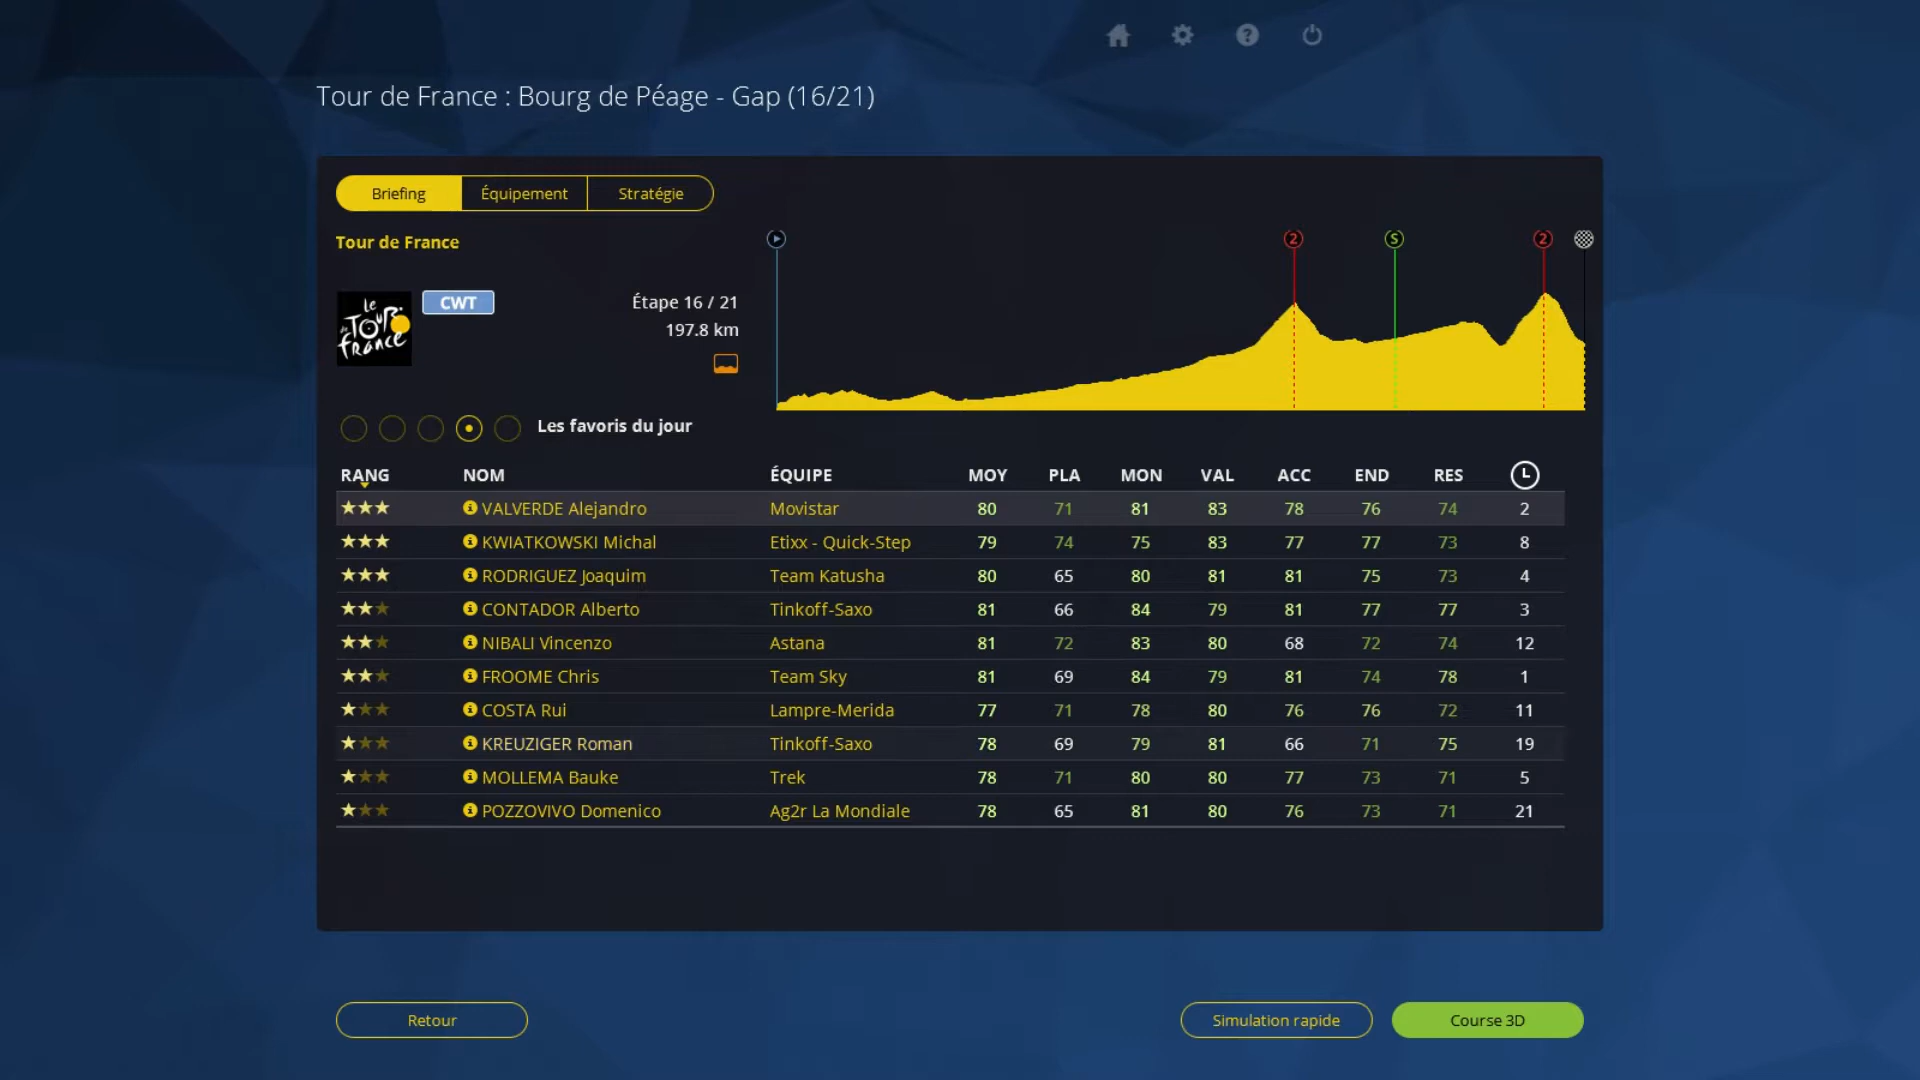 Tour de France : Bourg de Péage - Gap (16/21)
Briefing Équipement Stratégie
Tour de France
2 S 2
le Tour de france
CWT
Étape 16 / 21
197.8 km
Les favoris du jour
RANG NOM ÉQUIPE MOY PLA MON VAL ACC END RES
VALVERDE Alejandro Movistar 80 71 81 83 78 76 74 2
KWIATKOWSKI Michal Etixx - Quick-Step 79 74 75 83 77 77 73 8
RODRIGUEZ Joaquim Team Katusha 80 65 80 81 81 75 73 4
CONTADOR Alberto Tinkoff-Saxo 81 66 84 79 81 77 77 3
NIBALI Vincenzo Astana 81 72 83 80 68 72 74 12
FROOME Chris Team Sky 81 69 84 79 81 74 78 1
COSTA Rui Lampre-Merida 77 71 78 80 76 76 72 11
KREUZIGER Roman Tinkoff-Saxo 78 69 79 81 66 71 75 19
MOLLEMA Bauke Trek 78 71 80 80 77 73 71 5
POZZOVIVO Domenico Ag2r La Mondiale 78 65 81 80 76 73 71 21
Retour Simulation rapide Course 3D